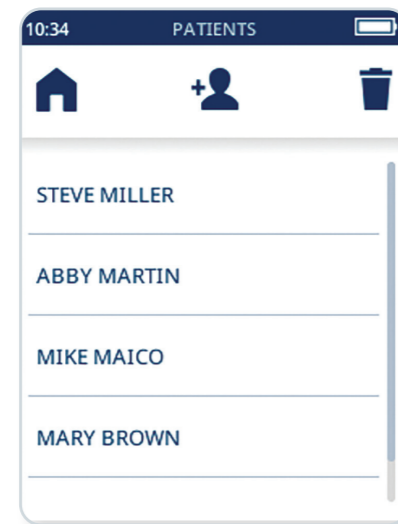 10:34 PATIENTS
STEVE MILLER
ABBY MARTIN
MIKE MAICO
MARY BROWN